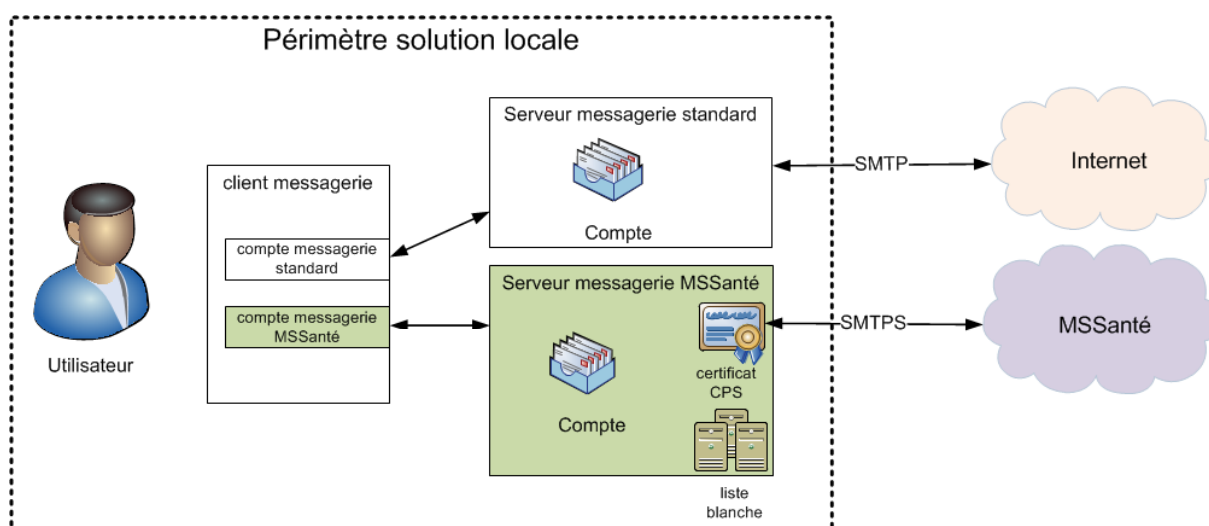 Périmètre solution locale
Serveur messagerie standard
Compte
SMTP
Internet
client messagerie
compte messagerie
standard
compte messagerie
MSSanté
Utilisateur
Serveur messagerie MSSanté
Compte
certificat
CPS
liste
blanche
SMTPS
MSSanté